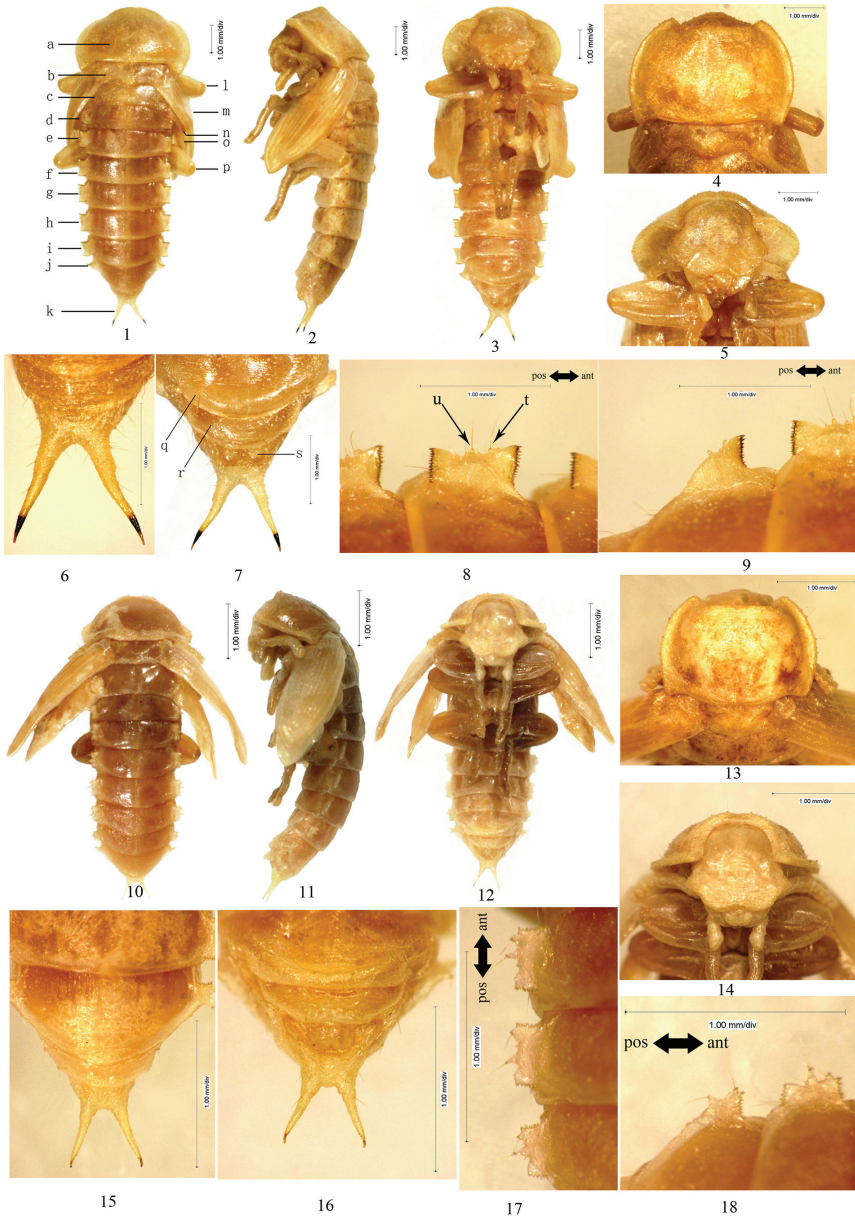 a
b
c
d
e
f
g
h
i
j
k
l
m
n
o
p
1.00 mm/div
1
1.00 mm/div
2
1.00 mm/div
3
1.00 mm/div
4
1.00 mm/div
5
1.00 mm/div
6
q
r
s
1.00 mm/div
7
pos ant
1.00 mm/div
u t
8
pos ant
1.00 mm/div
9
1.00 mm/div
10
1.00 mm/div
11
1.00 mm/div
12
1.00 mm/div
13
1.00 mm/div
14
1.00 mm/div
15
1.00 mm/div
16
ant
pos
1.00 mm/div
17
1.00 mm/div
pos ant
18